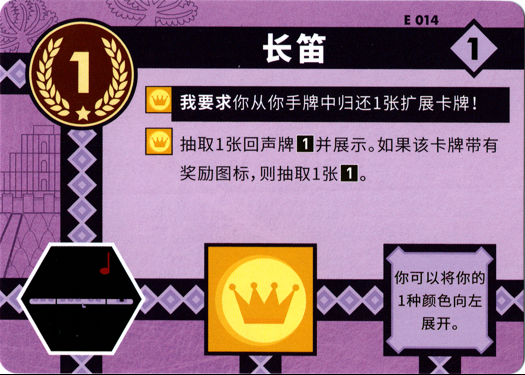 E 014
1
长笛
1
我要求你从你手牌中归还1张扩展卡牌！
抽取1张回声牌1并展示。如果该卡牌带有
奖励图标，则抽取1张1。
你可以将你的
1种颜色向左
展开。